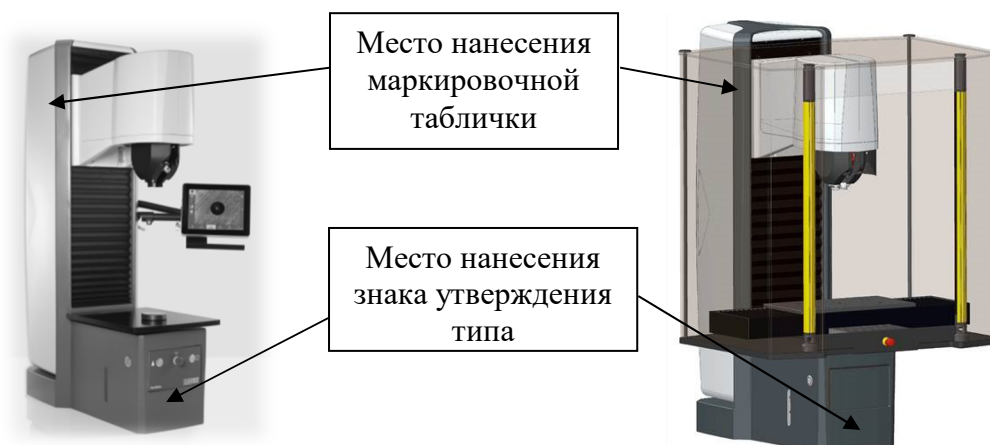 Место нанесения
маркировочной
таблички
Место нанесения
знака утверждения
типа